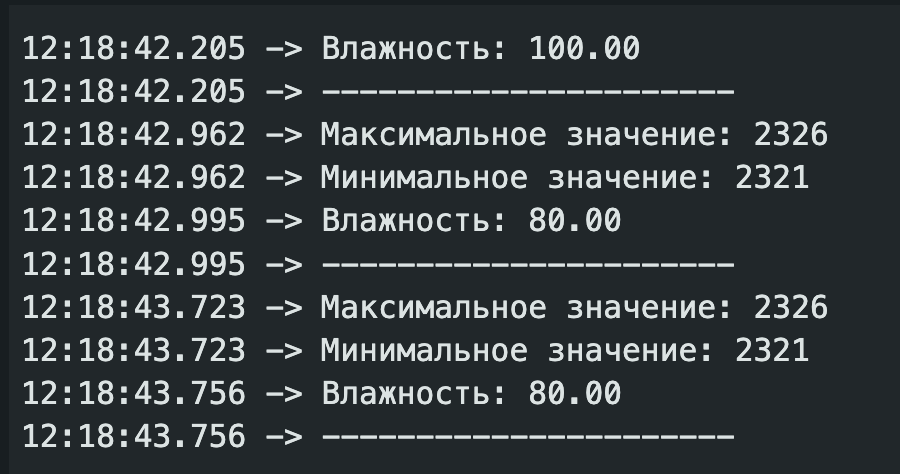 12:18:42.205 -> Влажность: 100.00
12:18:42.205 -> ----------------------
12:18:42.962 -> Максимальное значение: 2326
12:18:42.962 -> Минимальное значение: 2321
12:18:42.995 -> Влажность: 80.00
12:18:42.995 -> ----------------------
12:18:43.723 -> Максимальное значение: 2326
12:18:43.723 -> Минимальное значение: 2321
12:18:43.756 -> Влажность: 80.00
12:18:43.756 -> ----------------------